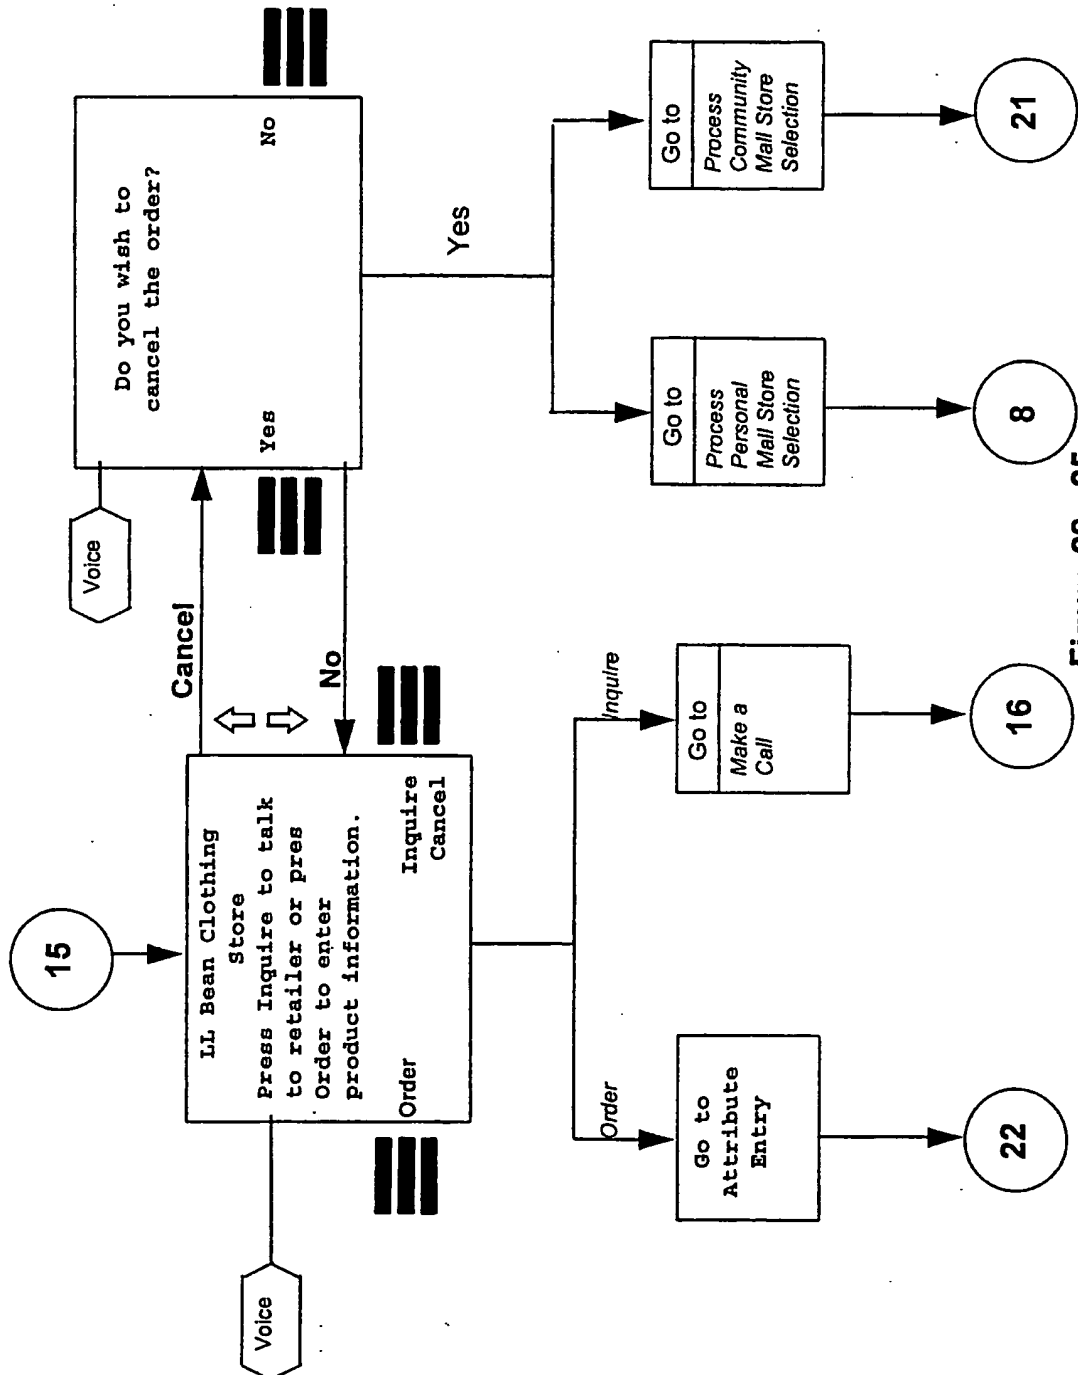 15
Voice
LL Bean Clothing
Store
Press Inquire to talk
to retailer or pres
Order to enter
product information.
Order
Inquire
Cancel
Cancel
No
Voice
Do you wish to
cancel the order?
Yes
No
Order
Inquire
Yes
Go to
Attribute
Entry
Go to
Make a
Call
Go to
Process
Personal
Mall Store
Selection
Go to
Process
Community
Mall Store
Selection
22
16
8
21